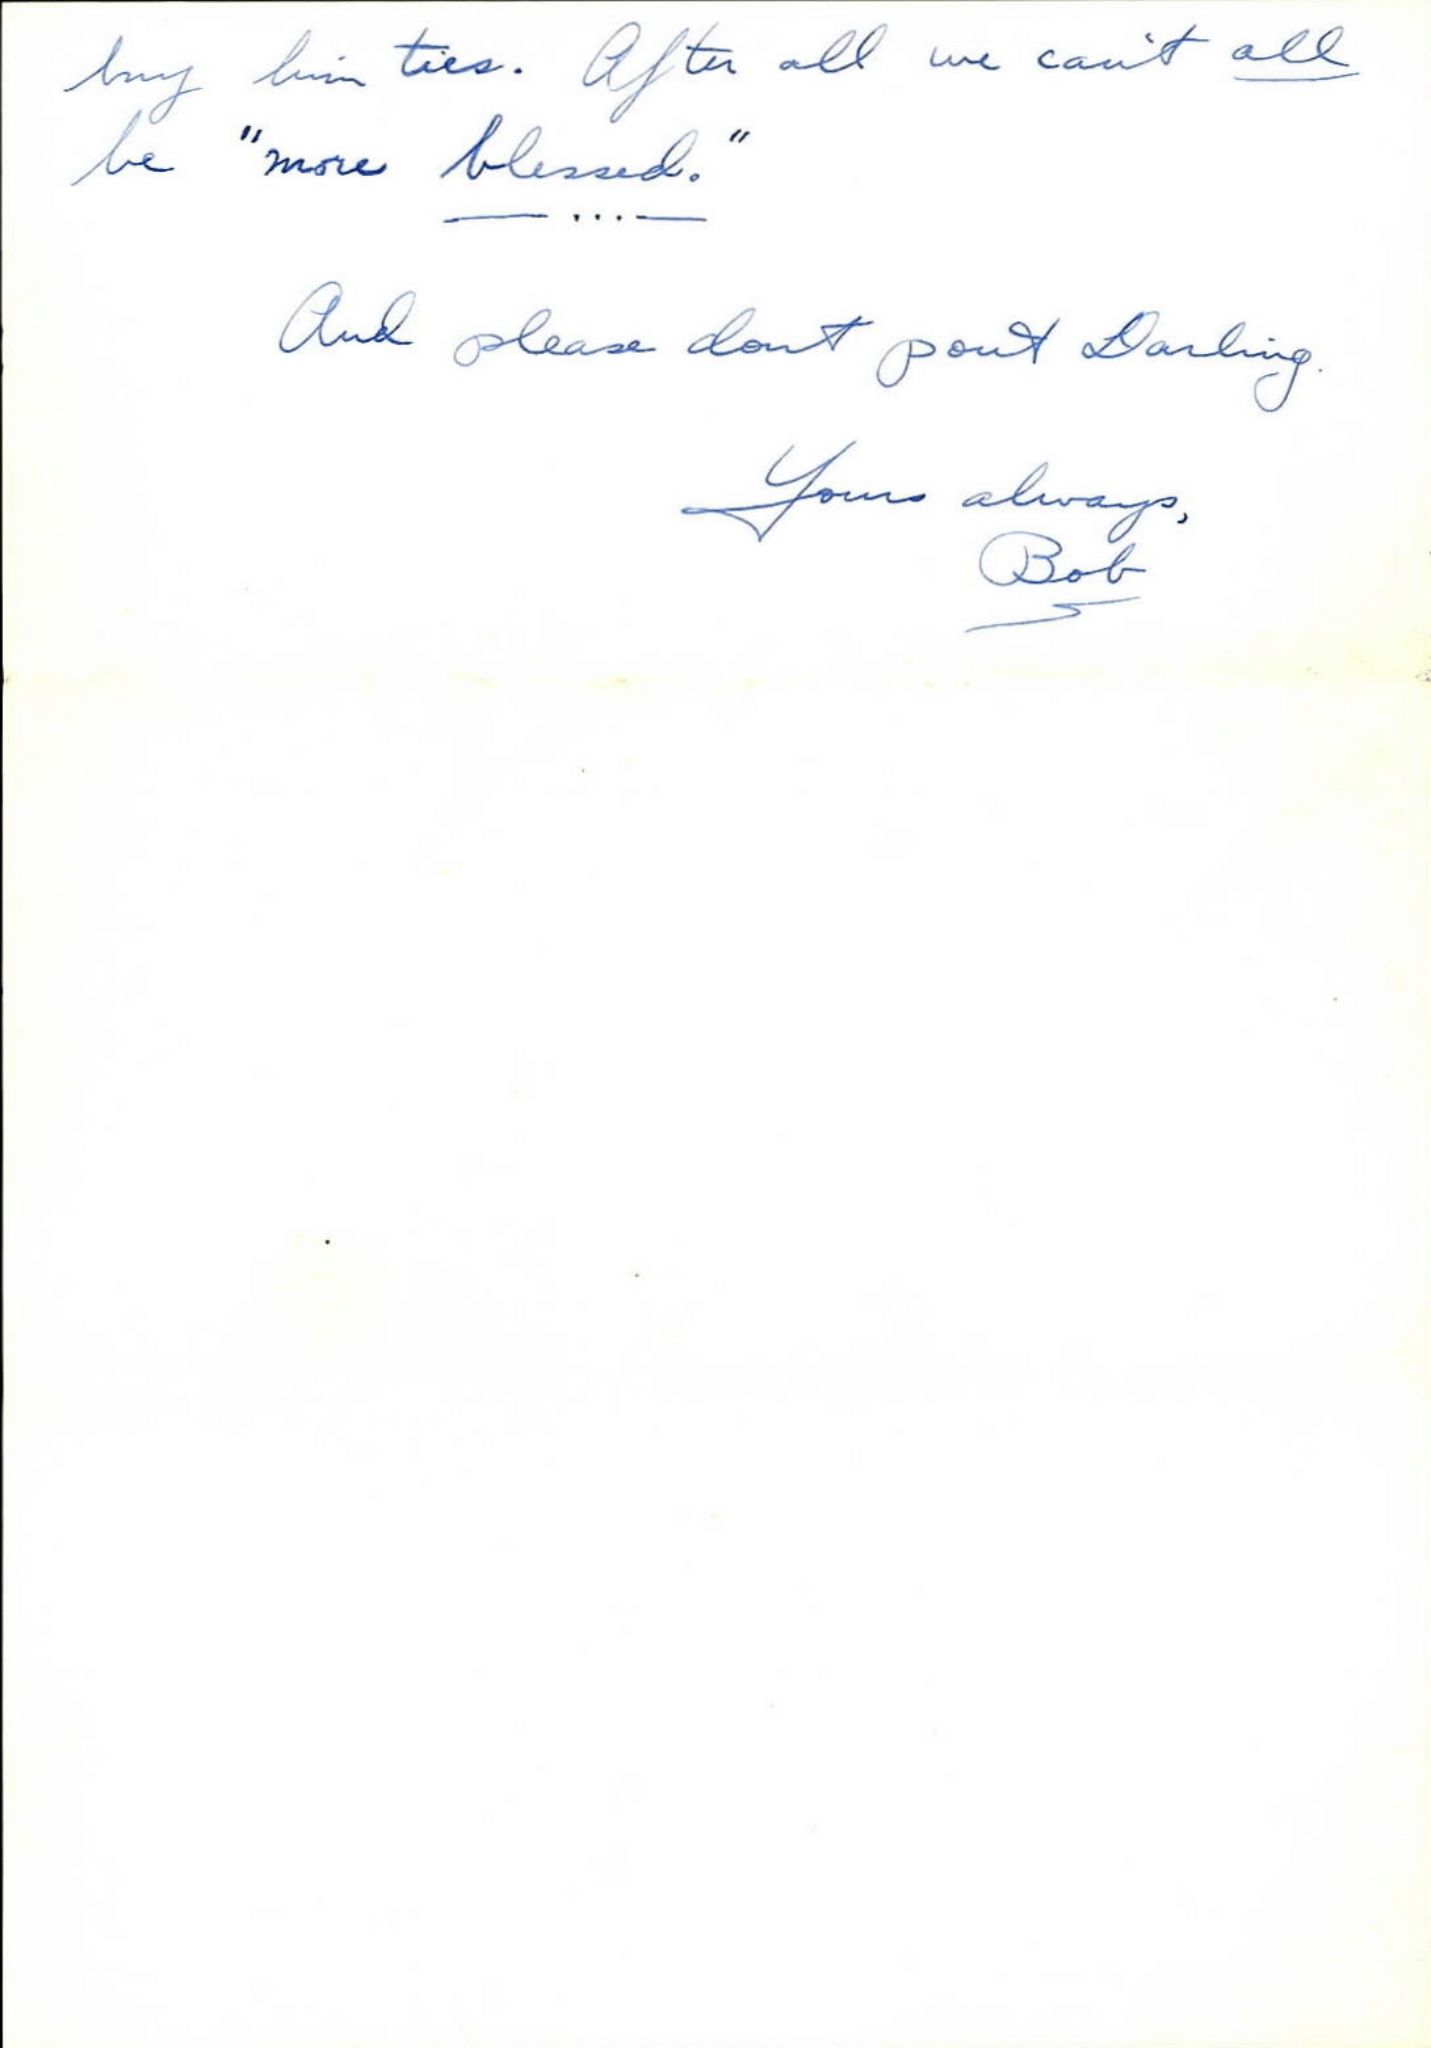 buy him ties. After all we can't all
be "more blessed."
— ... —
And please dont pout Darling.
Yours always,
Bob